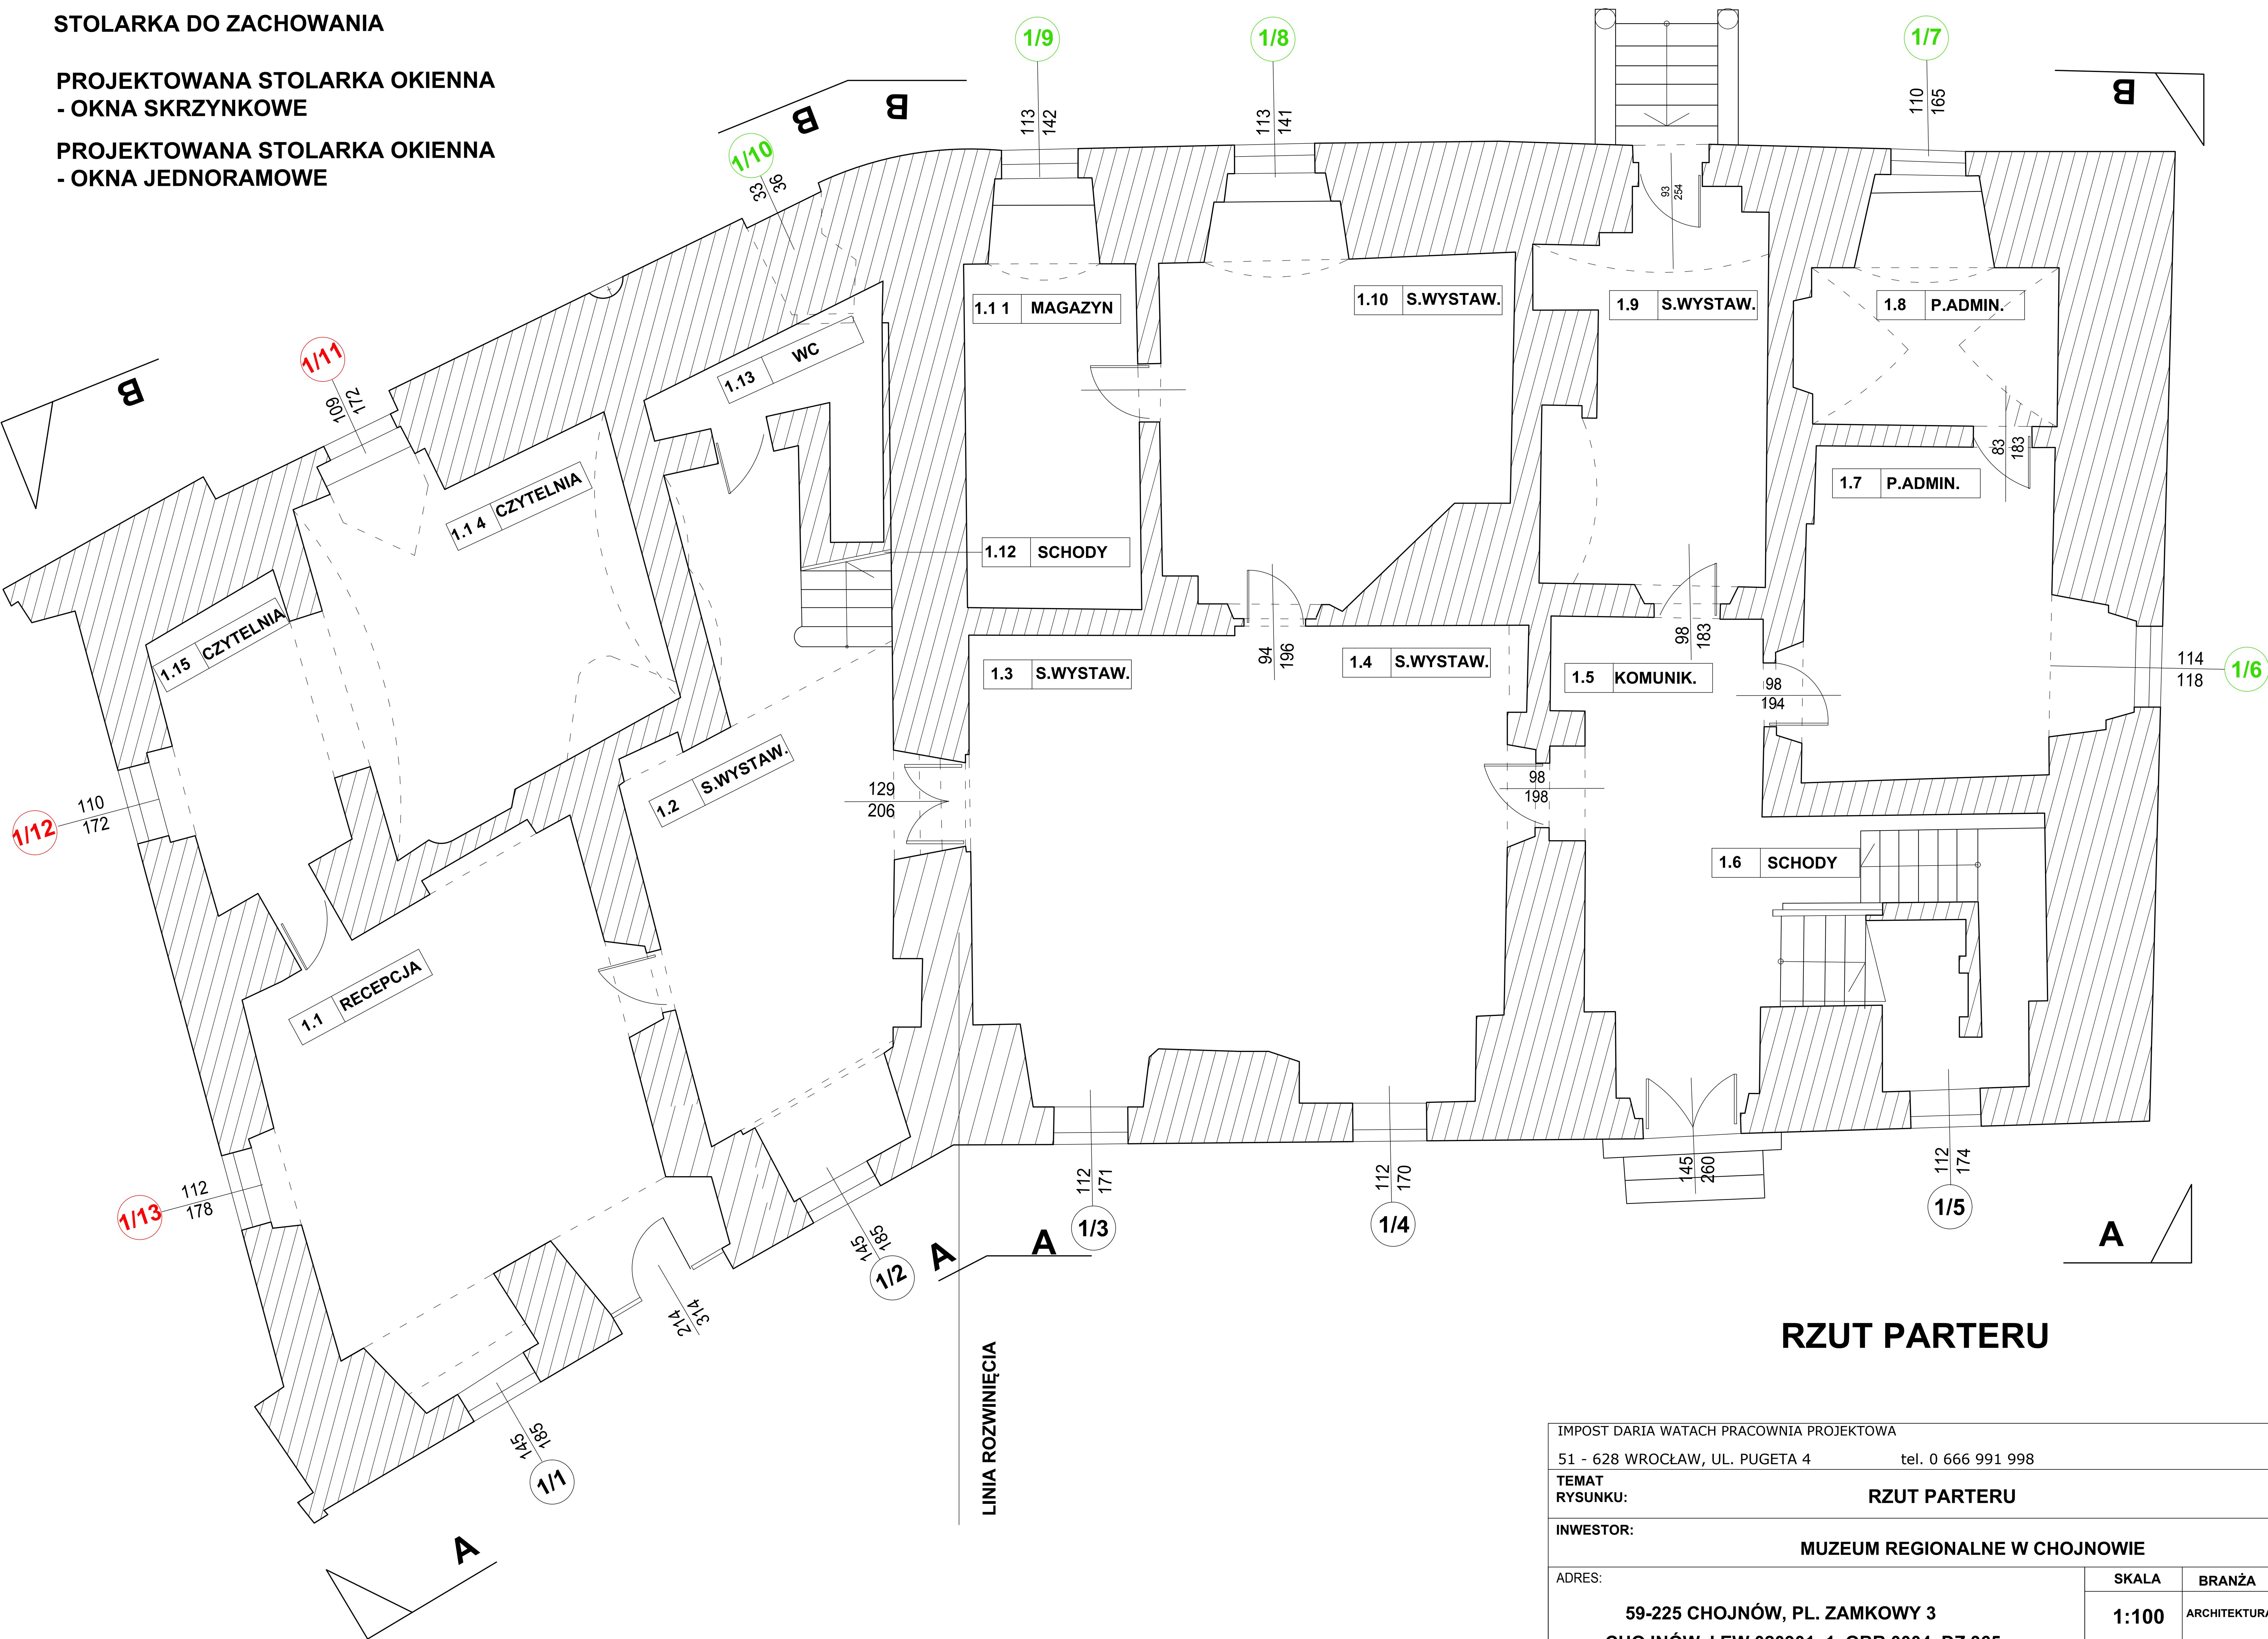 STOLARKA DO ZACHOWANIA
PROJEKTOWANA STOLARKA OKIENNA
- OKNA SKRZYNKOWE
PROJEKTOWANA STOLARKA OKIENNA
- OKNA JEDNORAMOWE
1/9
113
142
1/8
113
141
1/7
110
165
B
B
B
B
1/10
33
36
93
254
1/11
109
172
1.11 MAGAZYN
1.10 S.WYSTAW.
1.9 S.WYSTAW.
1.8 P.ADMIN.
1.13 WC
83
183
1.7 P.ADMIN.
1.14 CZYTELNIA
1.12 SCHODY
1.15 CZYTELNIA
94
196
98
183
1.3 S.WYSTAW.
1.4 S.WYSTAW.
1.5 KOMUNIK.
98
194
114
118
1/6
1.2 S.WYSTAW.
129
206
98
198
1/12
110
172
1.6 SCHODY
1.1 RECEPCJA
1/13
112
178
112
171
1/3
112
170
1/4
145
260
112
174
1/5
145
185
1/2
A
A
A
214
314
145
185
1/1
A
LINIA ROZWINIĘCIA
RZUT PARTERU
IMPOST DARIA WATACH PRACOWNIA PROJEKTOWA
51 - 628 WROCŁAW, UL. PUGETA 4 tel. 0 666 991 998
TEMAT
RYSUNKU: RZUT PARTERU
INWESTOR:
MUZEUM REGIONALNE W CHOJNOWIE
ADRES: SKALA BRANŻA
59-225 CHOJNÓW, PL. ZAMKOWY 3 1:100 ARCHITEKTURA